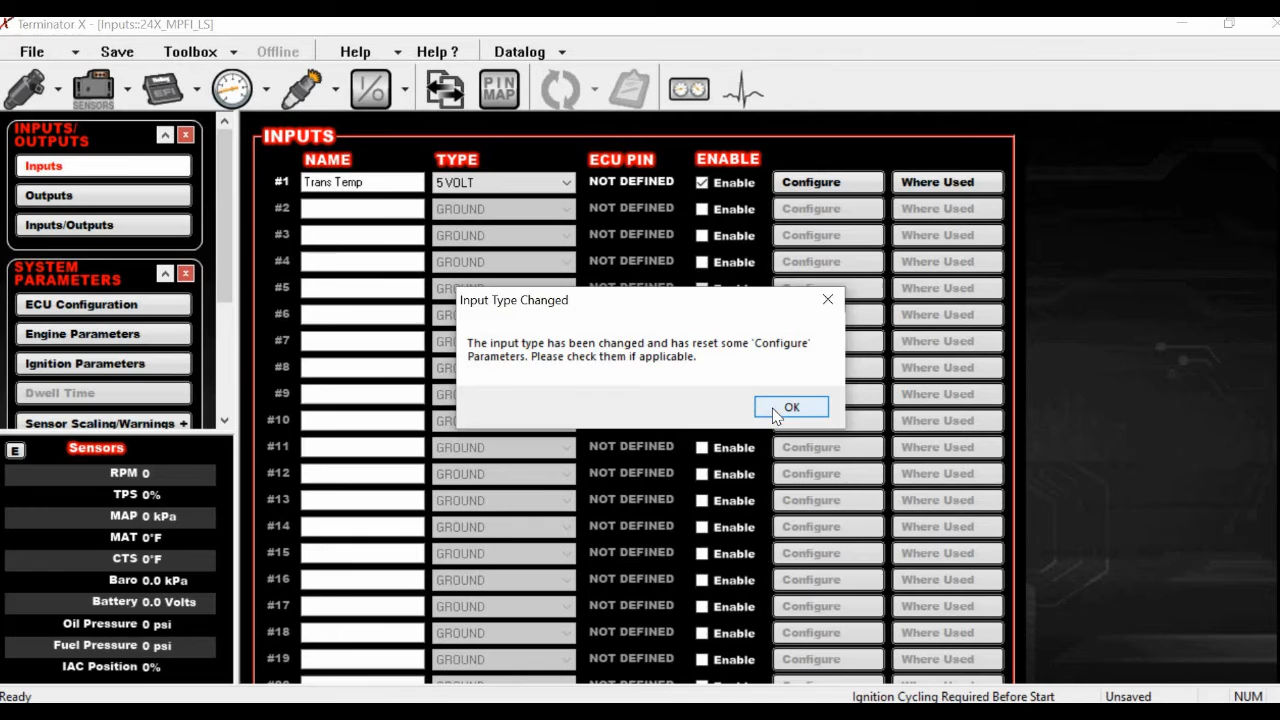 Terminator X - [Inputs::24X_MPFI_LS]
File Save Toolbox Offline Help Help ? Datalog
SENSORS EFI I/O PIN MAP
INPUTS/
OUTPUTS
Inputs
Outputs
Inputs/Outputs
SYSTEM
PARAMETERS
ECU Configuration
Engine Parameters
Ignition Parameters
Dwell Time
Sensor Scaling/Warnings +
E Sensors
RPM 0
TPS 0%
MAP 0 kPa
MAT 0°F
CTS 0°F
Baro 0.0 kPa
Battery 0.0 Volts
Oil Pressure 0 psi
Fuel Pressure 0 psi
IAC Position 0%
INPUTS
NAME TYPE ECU PIN ENABLE
#1 Trans Temp 5 VOLT NOT DEFINED Enable Configure Where Used
#2 GROUND NOT DEFINED Enable Configure Where Used
#3 GROUND NOT DEFINED Enable Configure Where Used
#4 GROUND NOT DEFINED Enable Configure Where Used
#5 Configure Where Used
#6 Configure Where Used
#7 Configure Where Used
#8 Configure Where Used
#9 Configure Where Used
#10 Configure Where Used
#11 GROUND NOT DEFINED Enable Configure Where Used
#12 GROUND NOT DEFINED Enable Configure Where Used
#13 GROUND NOT DEFINED Enable Configure Where Used
#14 GROUND NOT DEFINED Enable Configure Where Used
#15 GROUND NOT DEFINED Enable Configure Where Used
#16 GROUND NOT DEFINED Enable Configure Where Used
#17 GROUND NOT DEFINED Enable Configure Where Used
#18 GROUND NOT DEFINED Enable Configure Where Used
#19 GROUND NOT DEFINED Enable Configure Where Used
Input Type Changed
The input type has been changed and has reset some 'Configure'
Parameters. Please check them if applicable.
OK
Ready Ignition Cycling Required Before Start Unsaved NUM